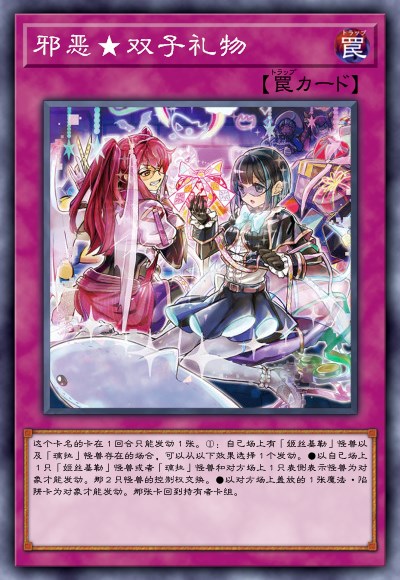 邪恶★双子礼物
トラップ
罠
トラップ
【罠カード】
这个卡名的卡在1回合只能发动1张。①：自己场上有「姬丝基勒」怪兽以
及「璃拉」怪兽存在的场合，可以从以下效果选择1个发动。●以自己场上
1只「姬丝基勒」怪兽或者「璃拉」怪兽和对方场上1只表侧表示怪兽为对
象才能发动。那2只怪兽的控制权交换。●以对方场上盖放的1张魔法·陷
阱卡为对象才能发动。那张卡回到持有者卡组。